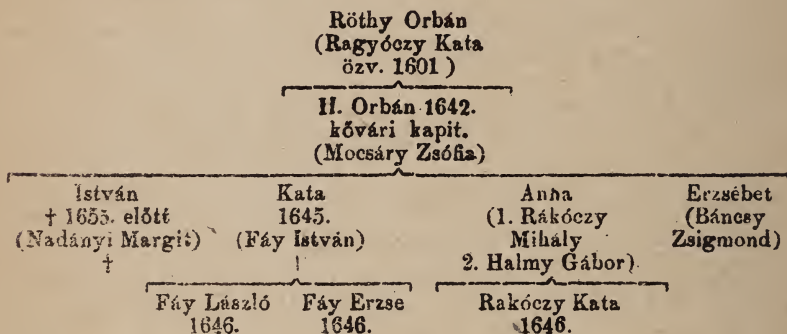 Röthy Orbán
(Ragyóczy Kata
özv. 1601 )
II. Orbán 1642.
kővári kapit.
(Mocsáry Zsófia)
István Kata Anna Erzsébet
† 1655. előtt 1645. (1. Rákóczy (Báncsy
(Nadányi Margit) (Fáy István) Mihály Zsigmond)
† 2. Halmy Gábor)
Fáy László Fáy Erzse Rakóczy Kata
1646. 1646. 1646.